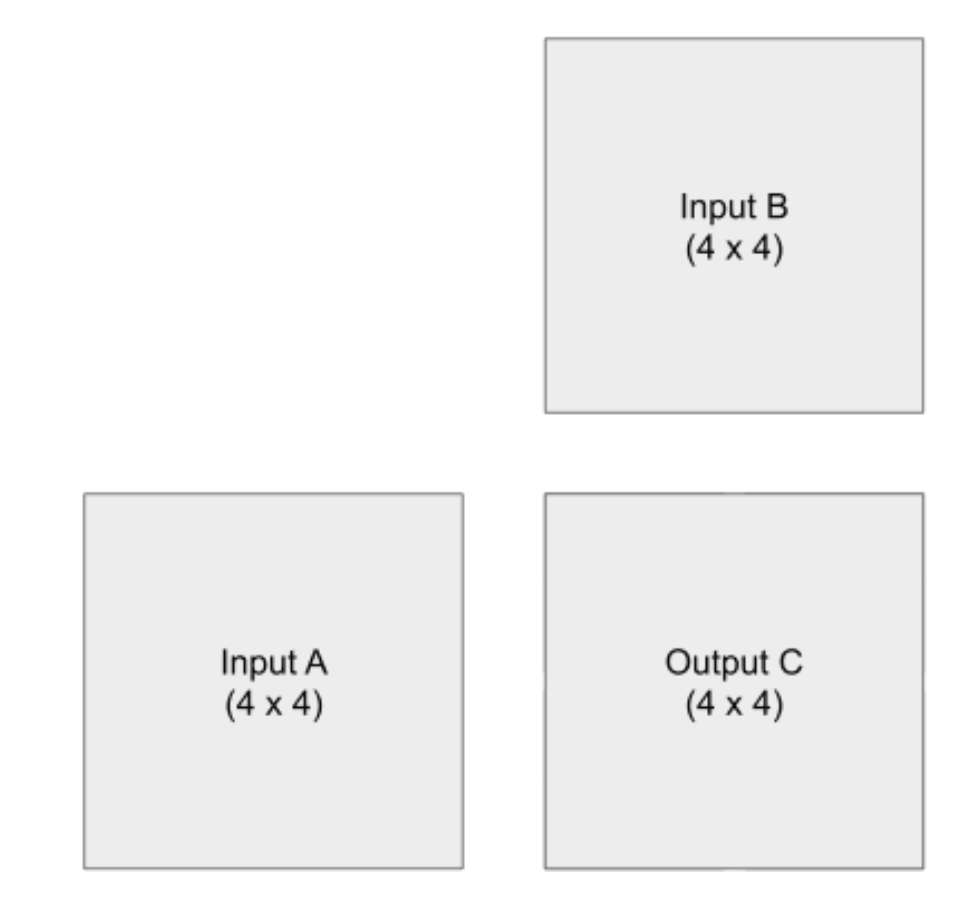 Input B
(4 x 4)
Input A
(4 x 4)
Output C
(4 x 4)